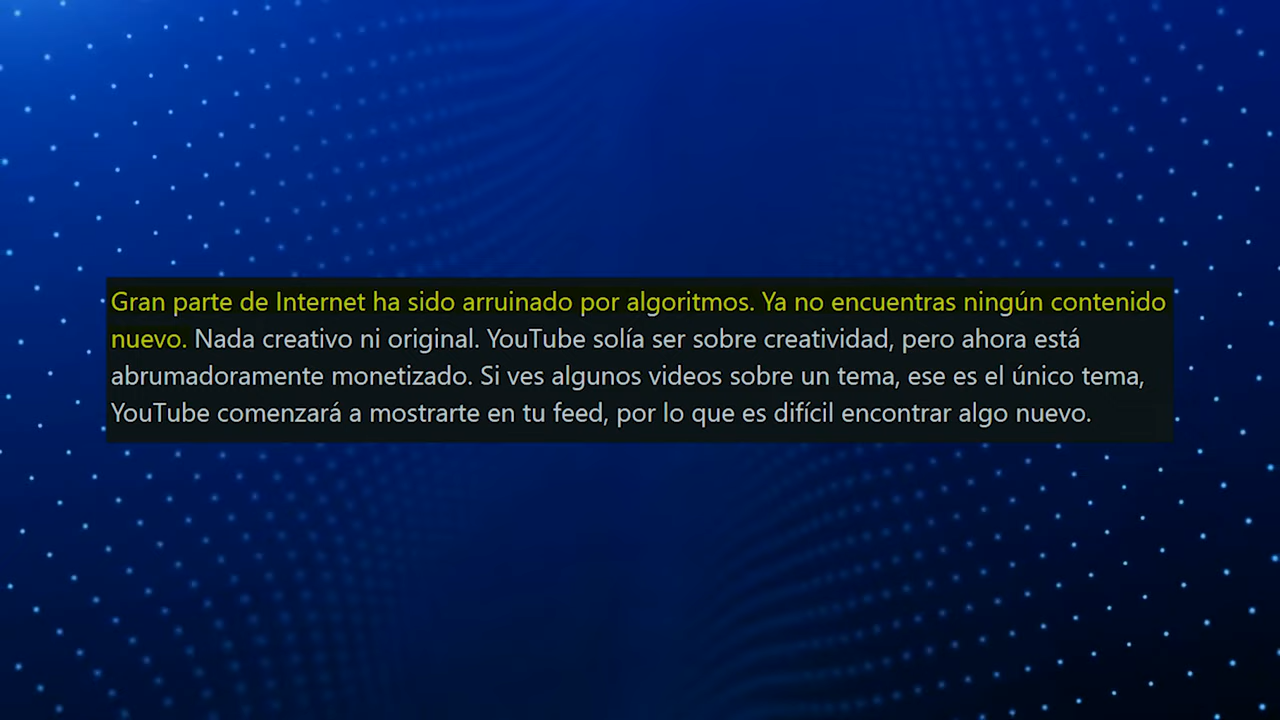 Gran parte de Internet ha sido arruinado por algoritmos. Ya no encuentras ningún contenido
nuevo. Nada creativo ni original. YouTube solía ser sobre creatividad, pero ahora está
abrumadoramente monetizado. Si ves algunos videos sobre un tema, ese es el único tema,
YouTube comenzará a mostrarte en tu feed, por lo que es difícil encontrar algo nuevo.